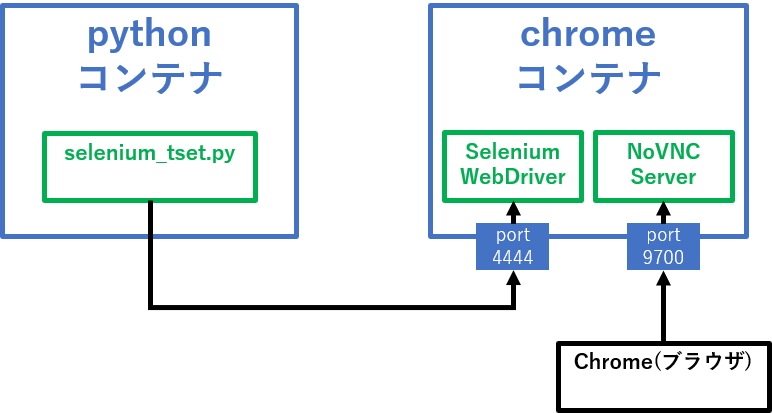 python
コンテナ
selenium_tset.py
chrome
コンテナ
Selenium
WebDriver
NoVNC
Server
port
4444
port
9700
Chrome(ブラウザ)